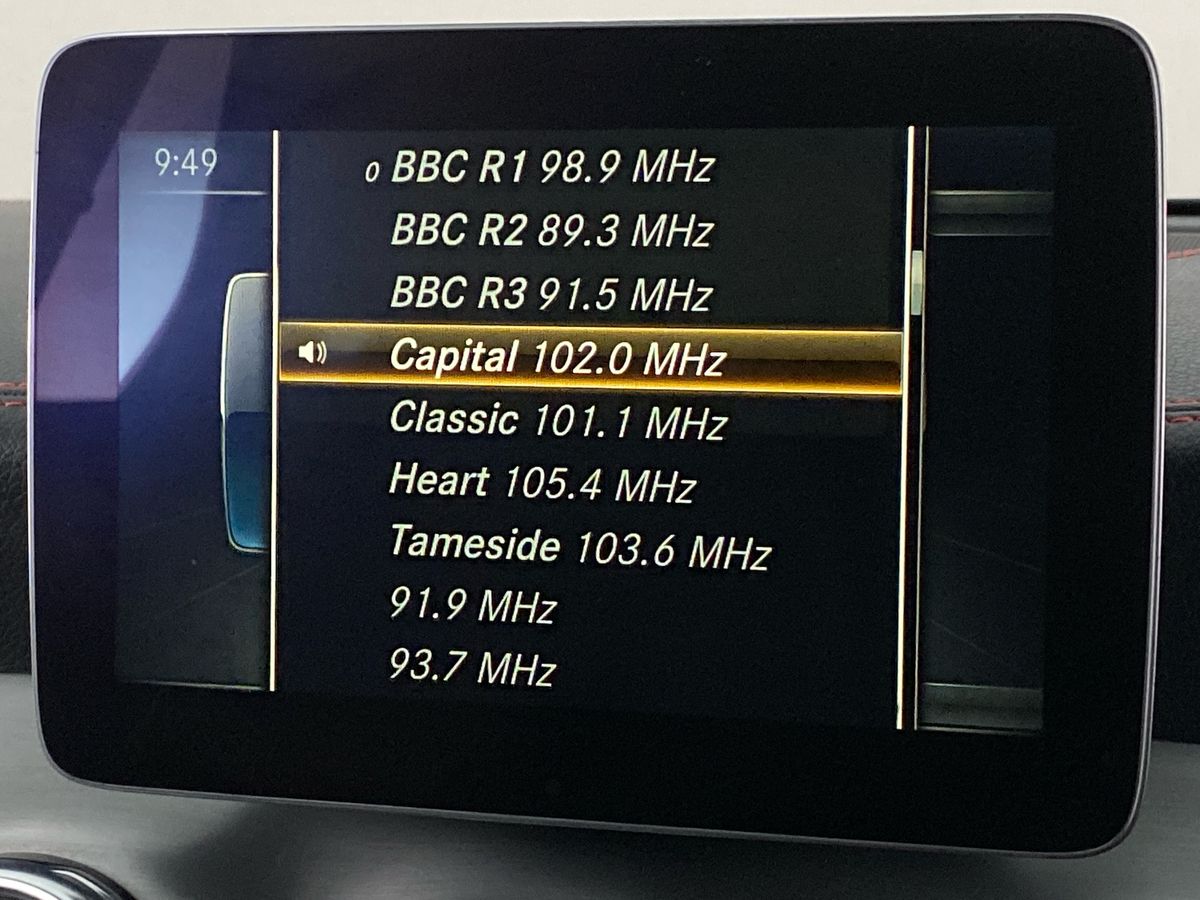 9:49
0 BBC R1 98.9 MHz
BBC R2 89.3 MHz
BBC R3 91.5 MHz
Capital 102.0 MHz
Classic 101.1 MHz
Heart 105.4 MHz
Tameside 103.6 MHz
91.9 MHz
93.7 MHz